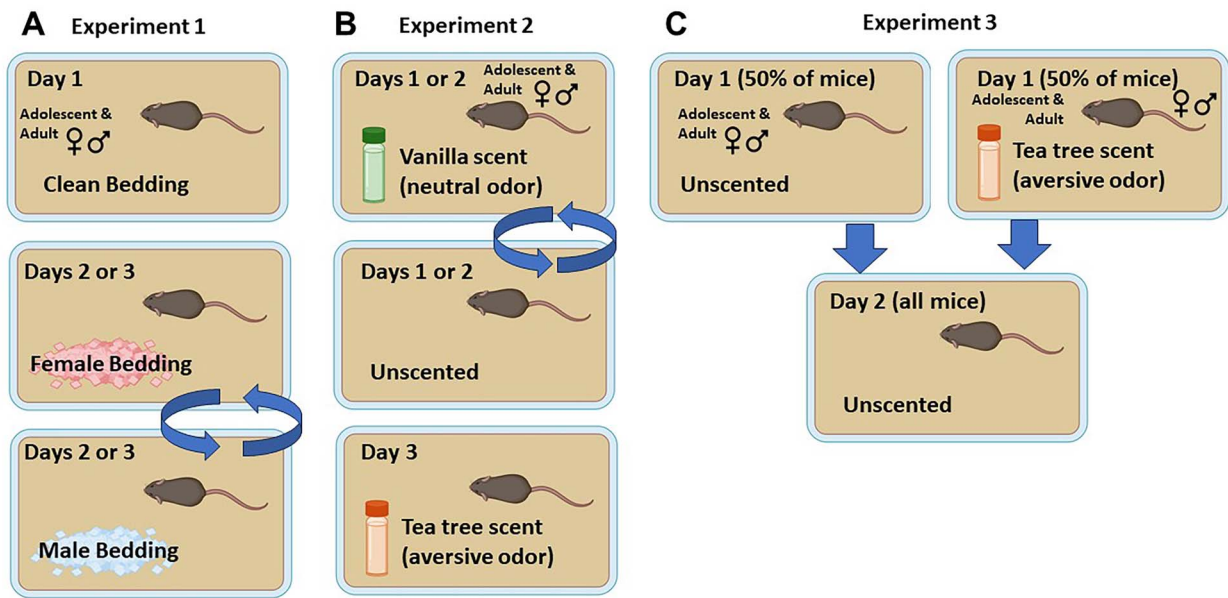 A Experiment 1
Day 1
Adolescent &
Adult ♀♂
Clean Bedding
Days 2 or 3
Female Bedding
Days 2 or 3
Male Bedding
B Experiment 2
Days 1 or 2
Adolescent &
Adult ♀♂
Vanilla scent
(neutral odor)
Days 1 or 2
Unscented
Day 3
Tea tree scent
(aversive odor)
C Experiment 3
Day 1 (50% of mice)
Adolescent &
Adult ♀♂
Unscented
Day 1 (50% of mice)
Adolescent & ♀♂
Adult
Tea tree scent
(aversive odor)
Day 2 (all mice)
Unscented